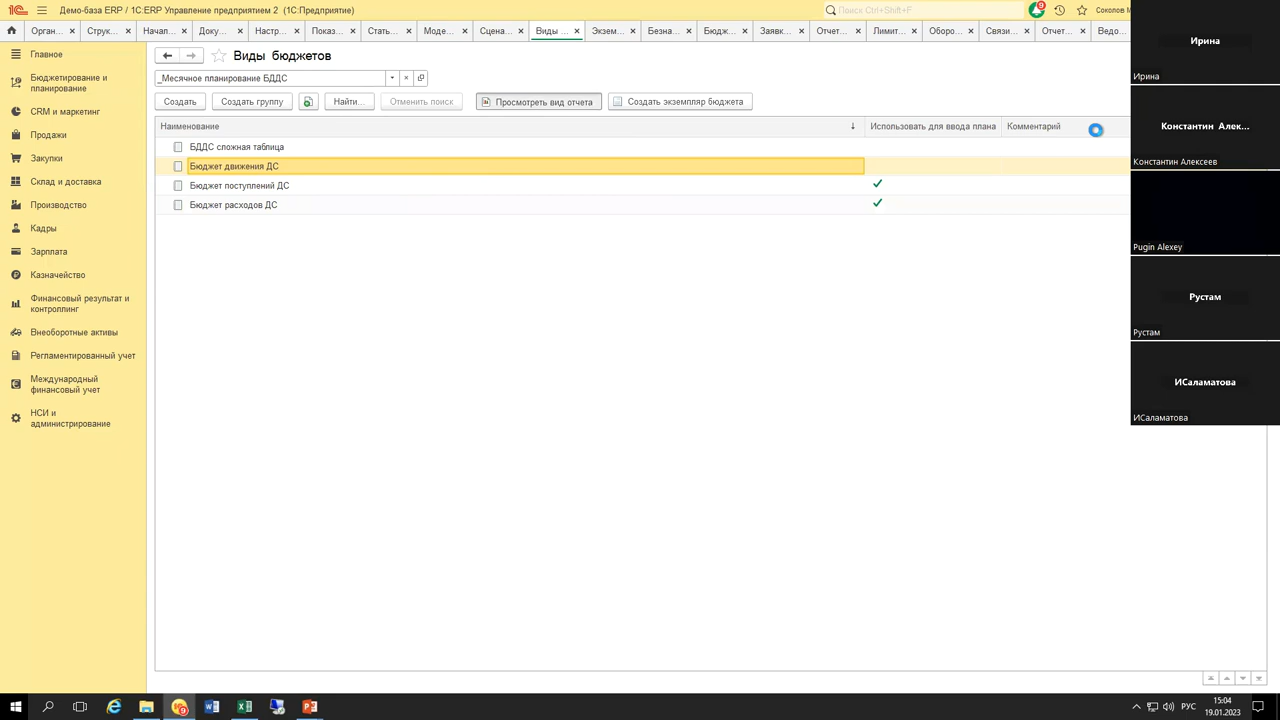 Демо-база ERP / 1С:ERP Управление предприятием 2 (1С:Предприятие)
Поиск Ctrl+Shift+F
9
Соколов М
Орган...
Струк...
Начал...
Доку...
Настр...
Показ...
Стать...
Моде...
Сцена...
Виды ...
Экзем...
Безна...
Бюдж...
Заявк...
Отчет...
Лимит...
Оборо...
Связи...
Отчет...
Ведо...
Главное
Бюджетирование и
планирование
CRM и маркетинг
Продажи
Закупки
Склад и доставка
Производство
Кадры
Зарплата
Казначейство
Финансовый результат и
контроллинг
Внеоборотные активы
Регламентированный учет
Международный
финансовый учет
НСИ и
администрирование
Виды бюджетов
_Месячное планирование БДДС
Создать
Создать группу
Найти...
Отменить поиск
Просмотреть вид отчета
Создать экземпляр бюджета
Наименование
Использовать для ввода плана
Комментарий
БДДС сложная таблица
Бюджет движения ДС
Бюджет поступлений ДС
Бюджет расходов ДС
Ирина
Ирина
Константин Алек...
Константин Алексеев
Pugin Alexey
Рустам
Рустам
ИСаламатова
ИСаламатова
РУС
15:04
19.01.2023